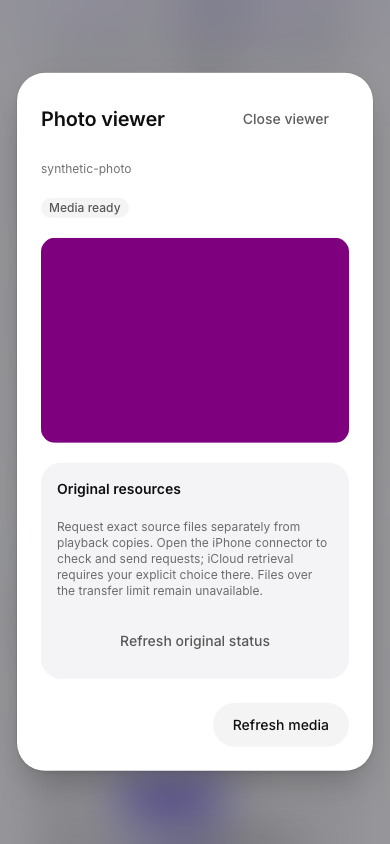 Photo viewer
Close viewer
synthetic-photo
Media ready
Original resources
Request exact source files separately from
playback copies. Open the iPhone connector to
check and send requests; iCloud retrieval
requires your explicit choice there. Files over
the transfer limit remain unavailable.
Refresh original status
Refresh media